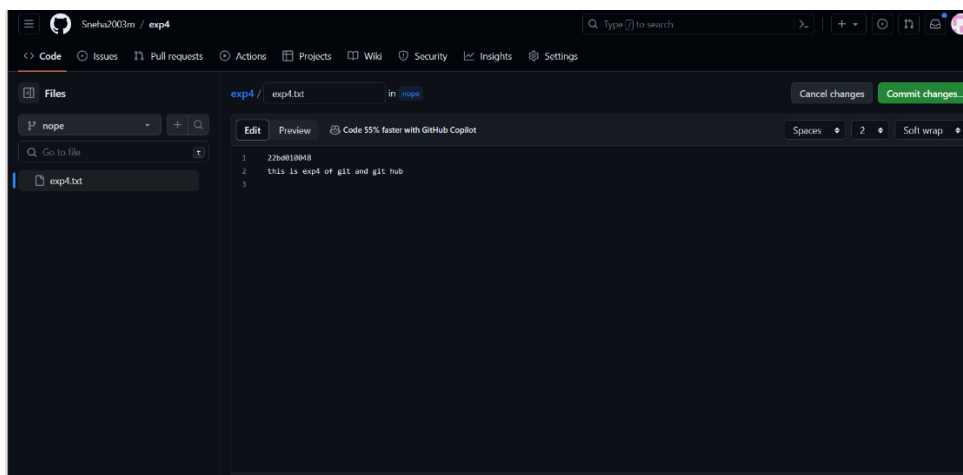 Sneha2003m / exp4
Type / to search
<> Code Issues Pull requests Actions Projects Wiki Security Insights Settings
Files
exp4 / exp4.txt in nope
Cancel changes Commit changes...
nope
Edit Preview Code 55% faster with GitHub Copilot
Spaces 2 Soft wrap
Go to file t
1 22bd010048
2 this is exp4 of git and git hub
3
exp4.txt